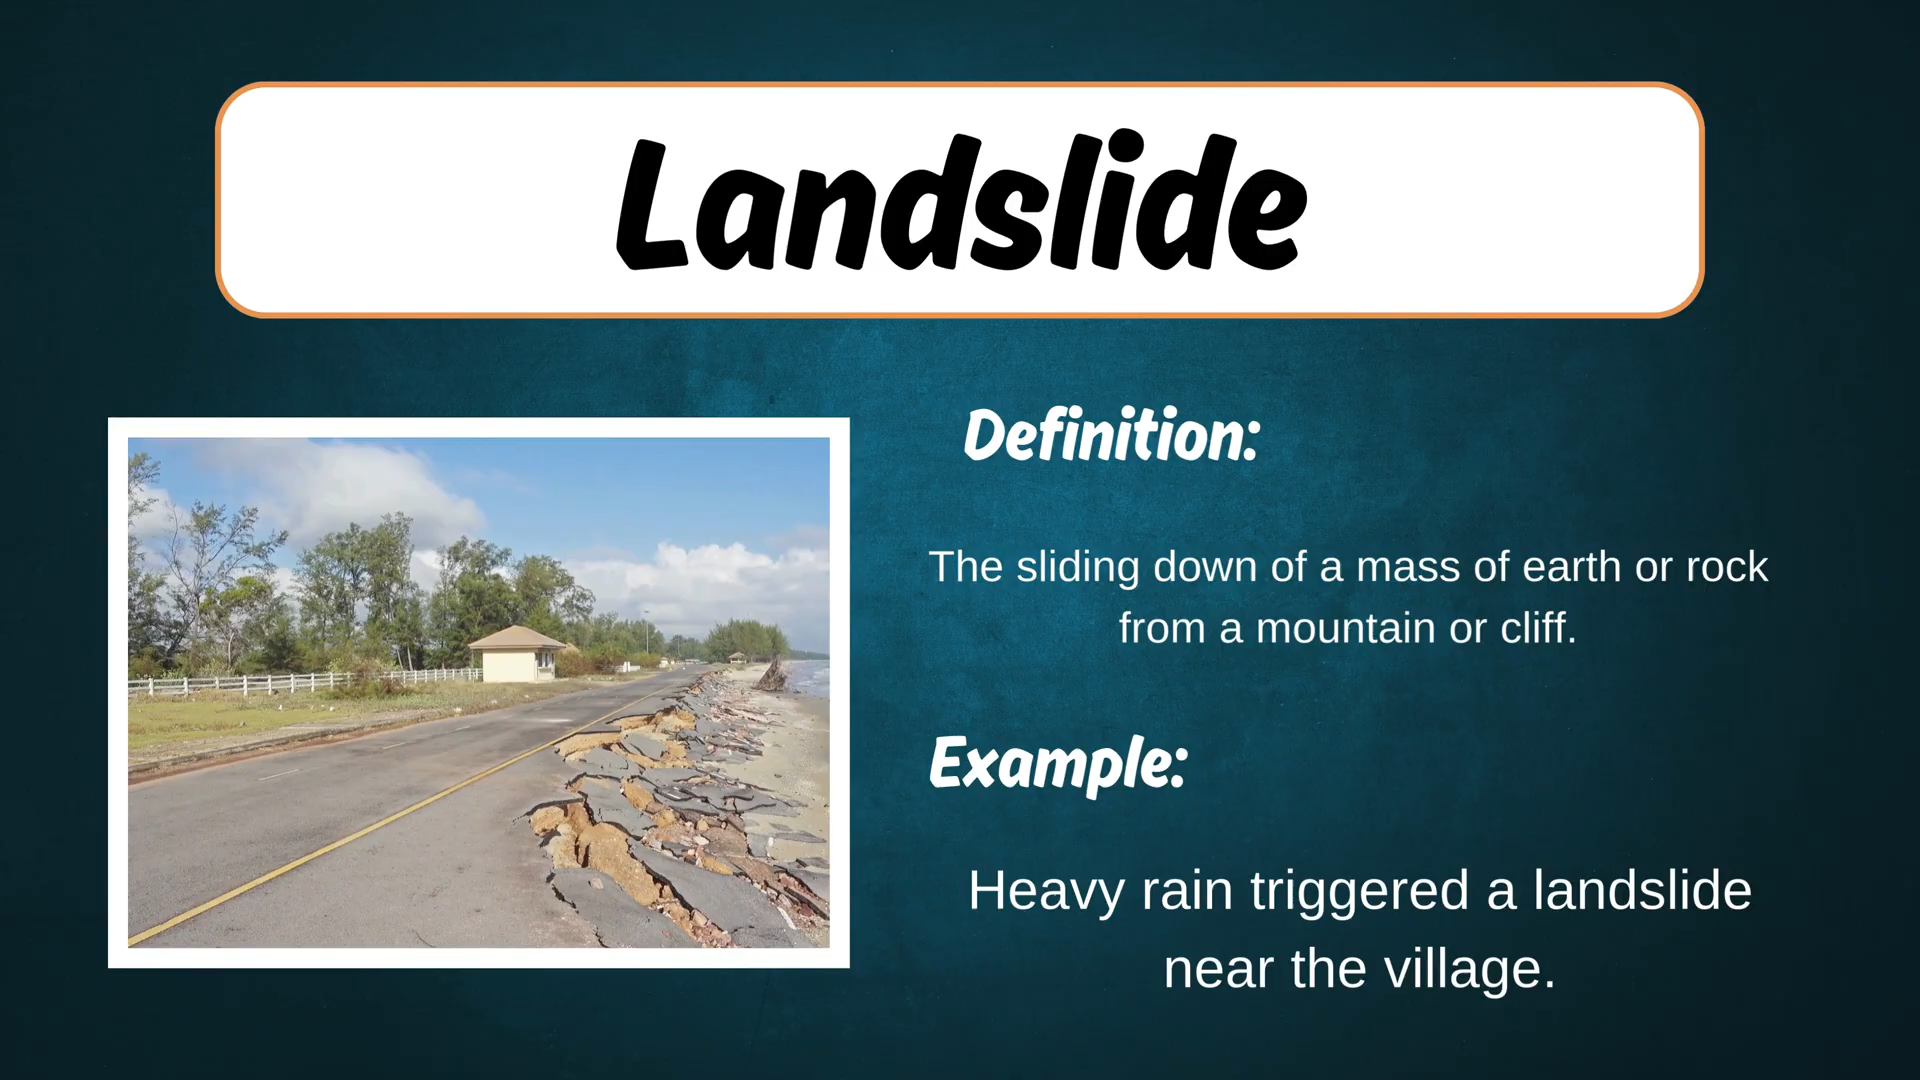 Landslide
Definition:
The sliding down of a mass of earth or rock
from a mountain or cliff.
Example:
Heavy rain triggered a landslide
near the village.